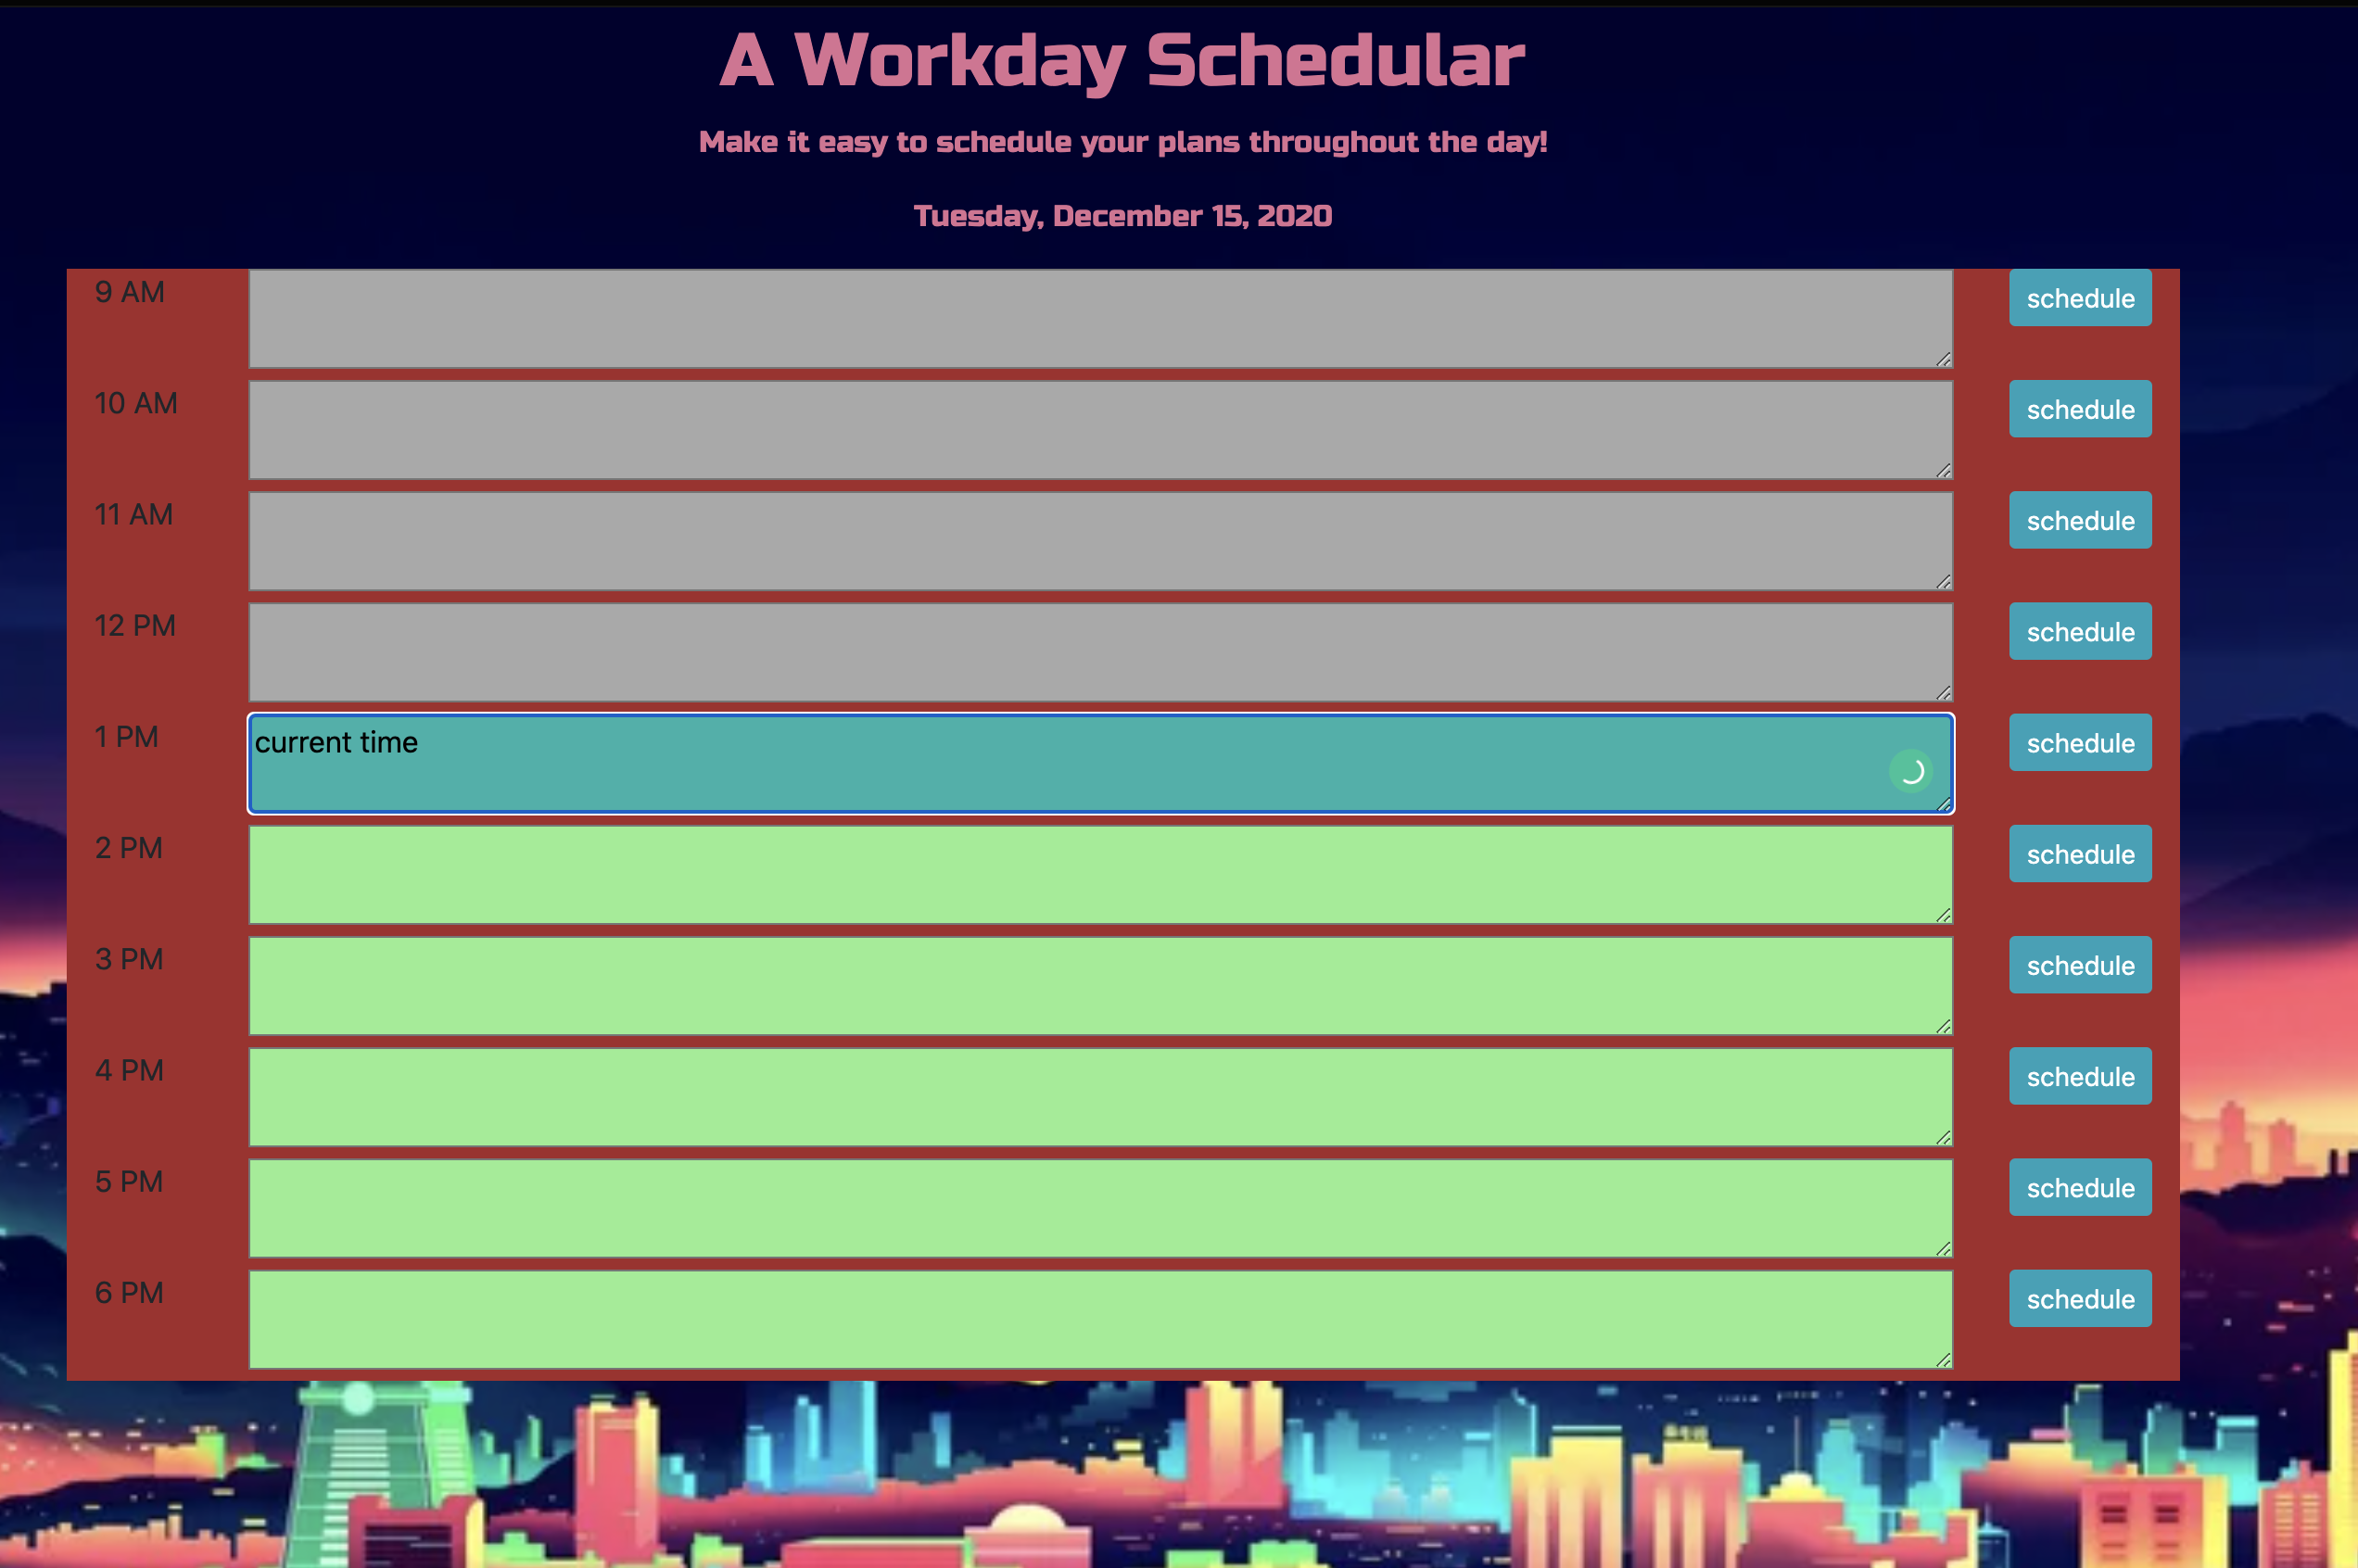 A Workday Schedular
Make it easy to schedule your plans throughout the day!
Tuesday, December 15, 2020
9 AM schedule
10 AM schedule
11 AM schedule
12 PM schedule
1 PM current time schedule
2 PM schedule
3 PM schedule
4 PM schedule
5 PM schedule
6 PM schedule